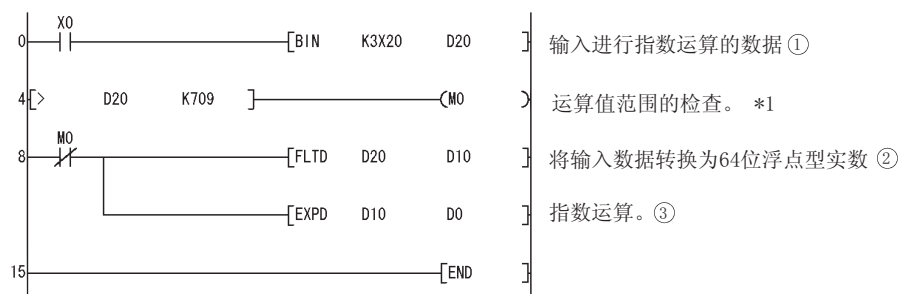 X0
0 [BIN K3X20 D20 ] 输入进行指数运算的数据①
4 [> D20 K709 ] (M0 ) 运算值范围的检查。 *1
M0
8 [FLTD D20 D10 ] 将输入数据转换为64位浮点型实数②
[EXPD D10 D0 ] 指数运算。③
15 [END ]